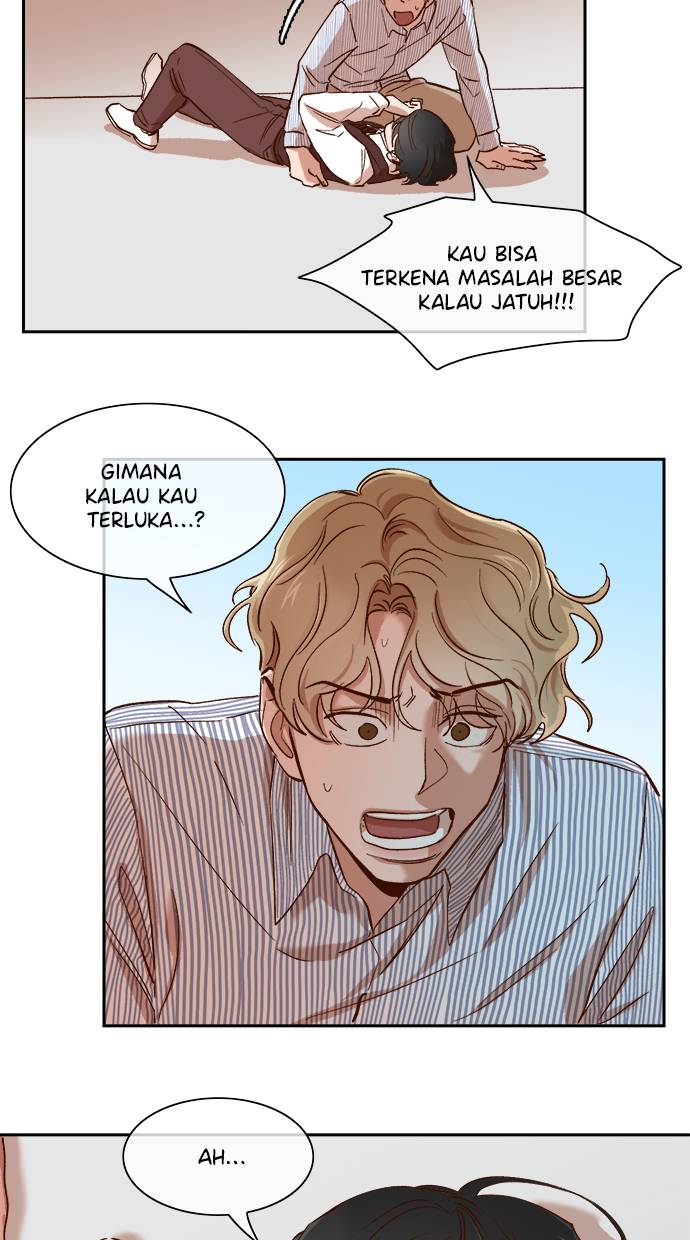 KAU BISA
TERKENA MASALAH BESAR
KALAU JATUH!!!
GIMANA
KALAU KAU
TERLUKA...?
AH...